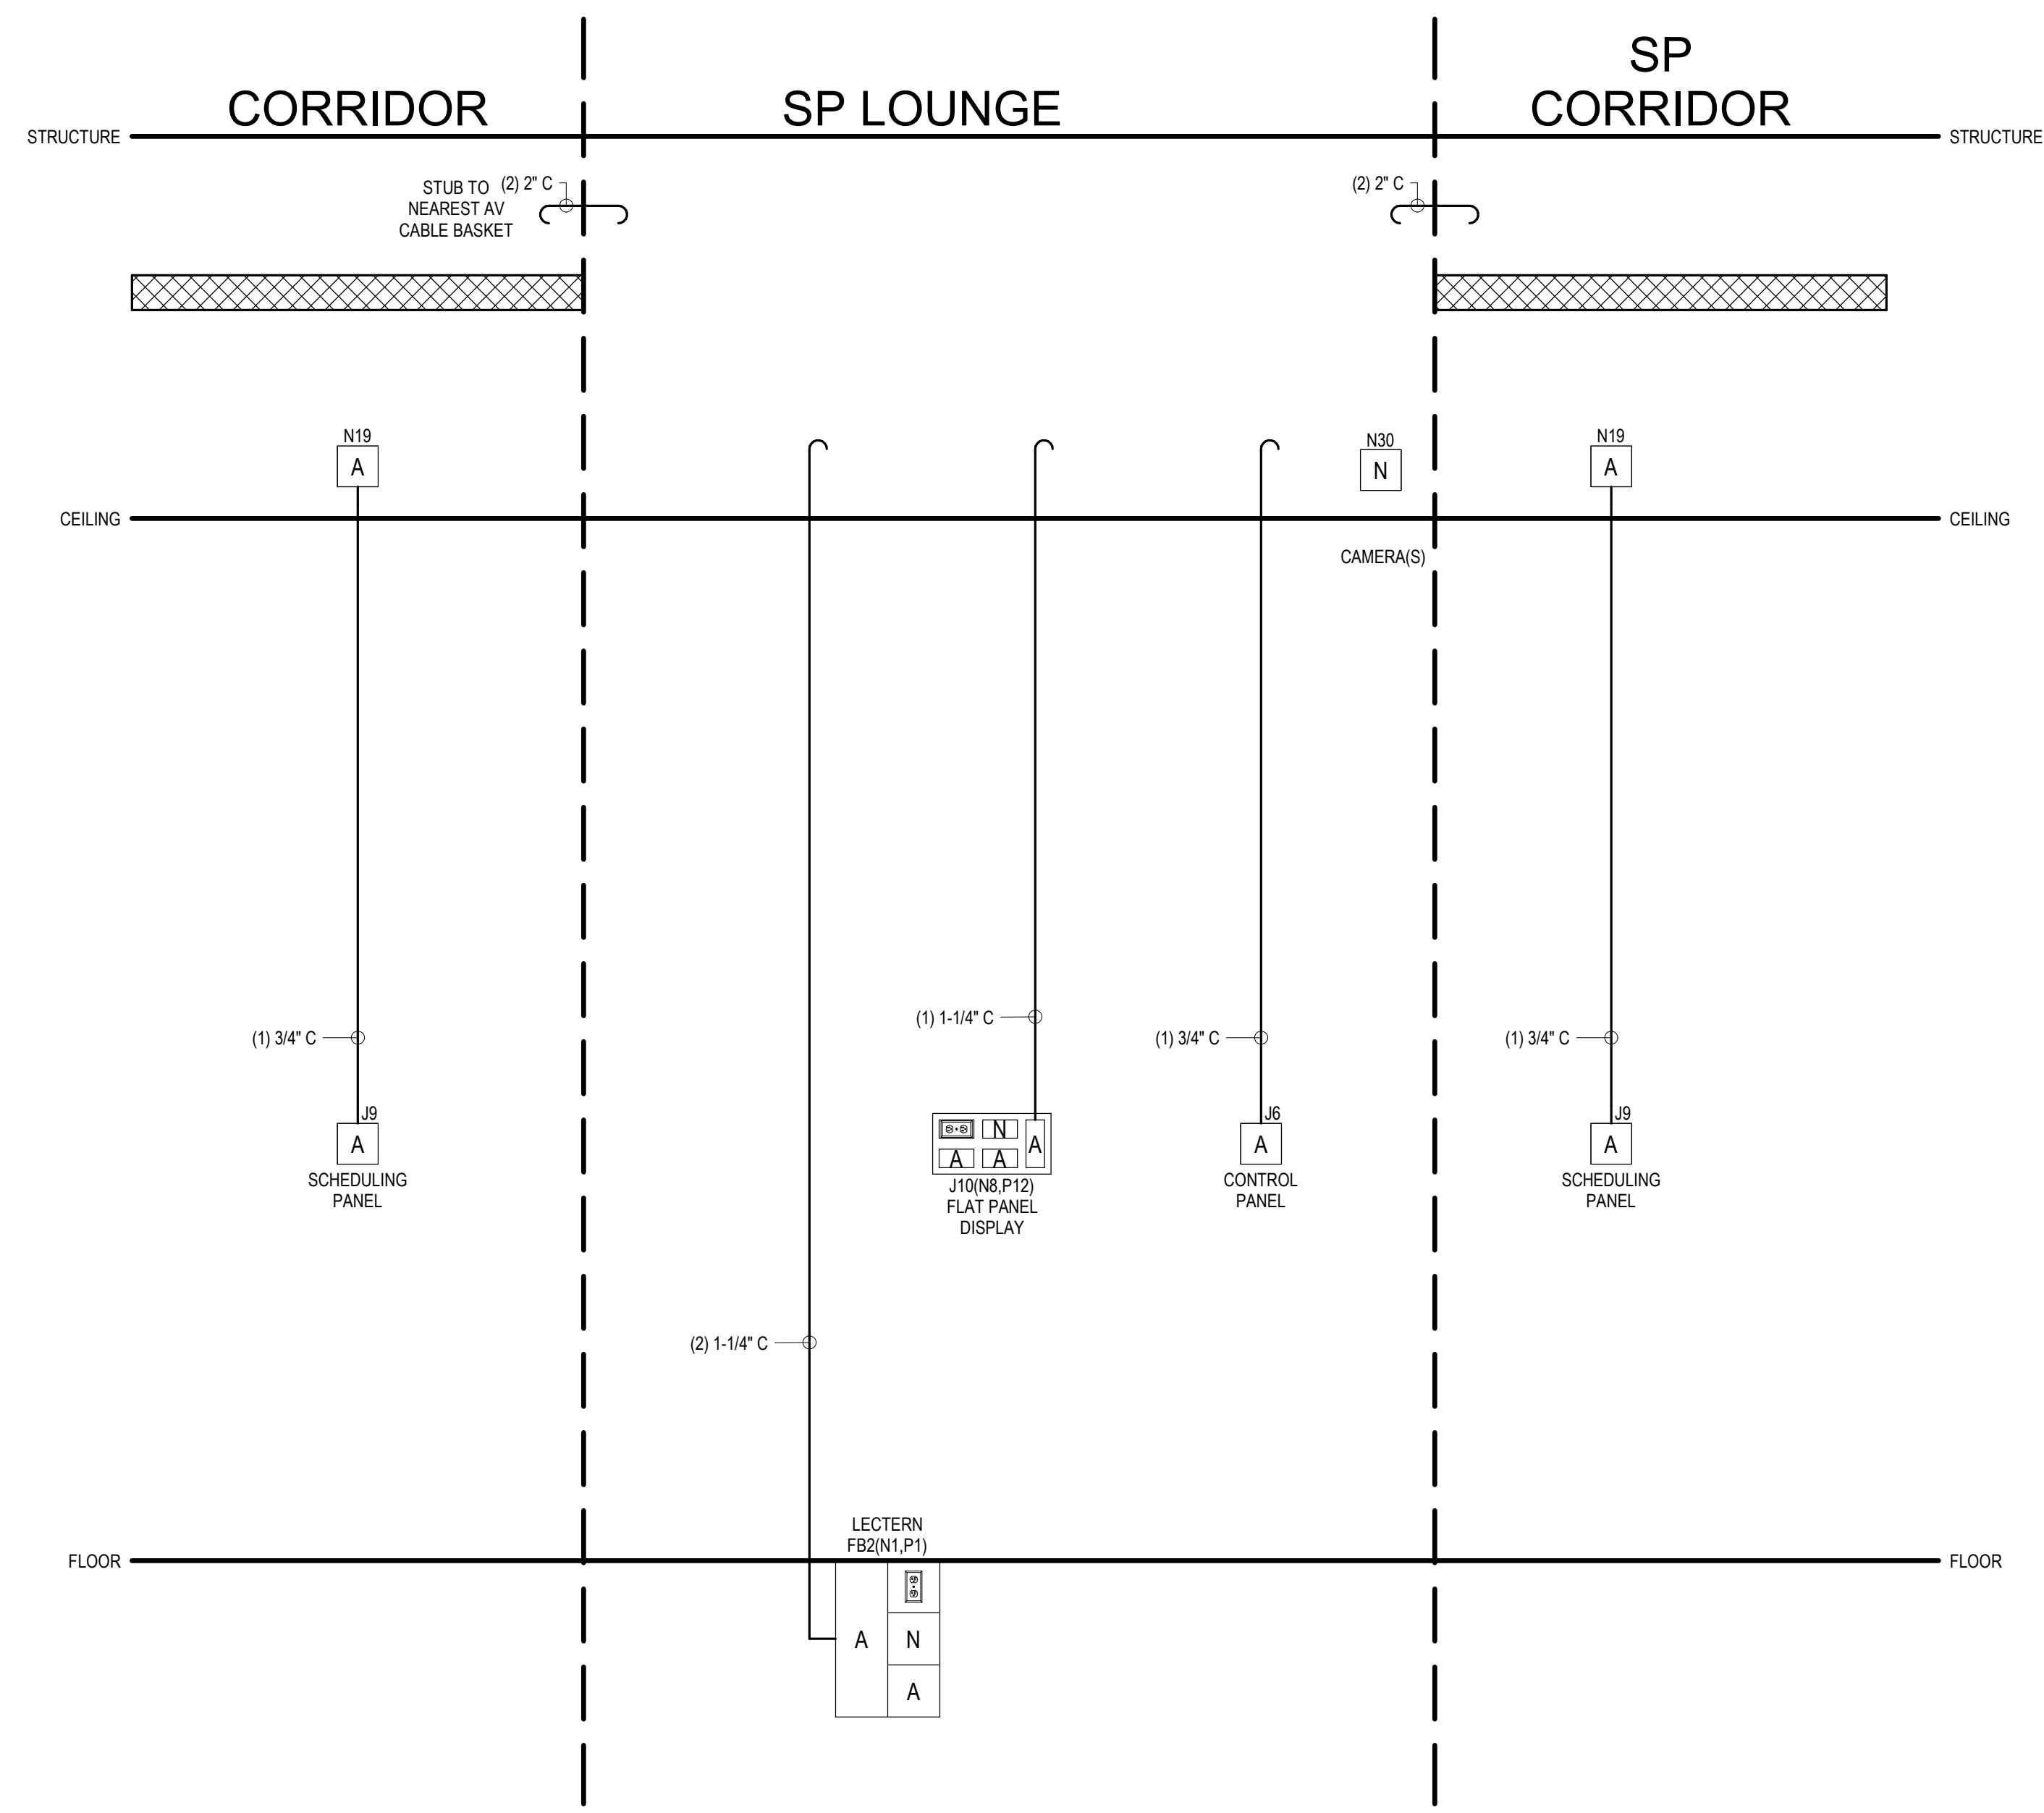 SP
CORRIDOR
SP LOUNGE
CORRIDOR
STRUCTURE
STRUCTURE
STUB TO
NEAREST AV
CABLE BASKET
(2) 2" C
(2) 2" C
N19
A
N30
N
N19
A
CEILING
CEILING
CAMERA(S)
(1) 3/4" C
(1) 1-1/4" C
(1) 3/4" C
(1) 3/4" C
J9
A
SCHEDULING
PANEL
N
A
A
A
J10(N8,P12)
FLAT PANEL
DISPLAY
J6
A
CONTROL
PANEL
J9
A
SCHEDULING
PANEL
(2) 1-1/4" C
LECTERN
FB2(N1,P1)
FLOOR
FLOOR
A
N
A